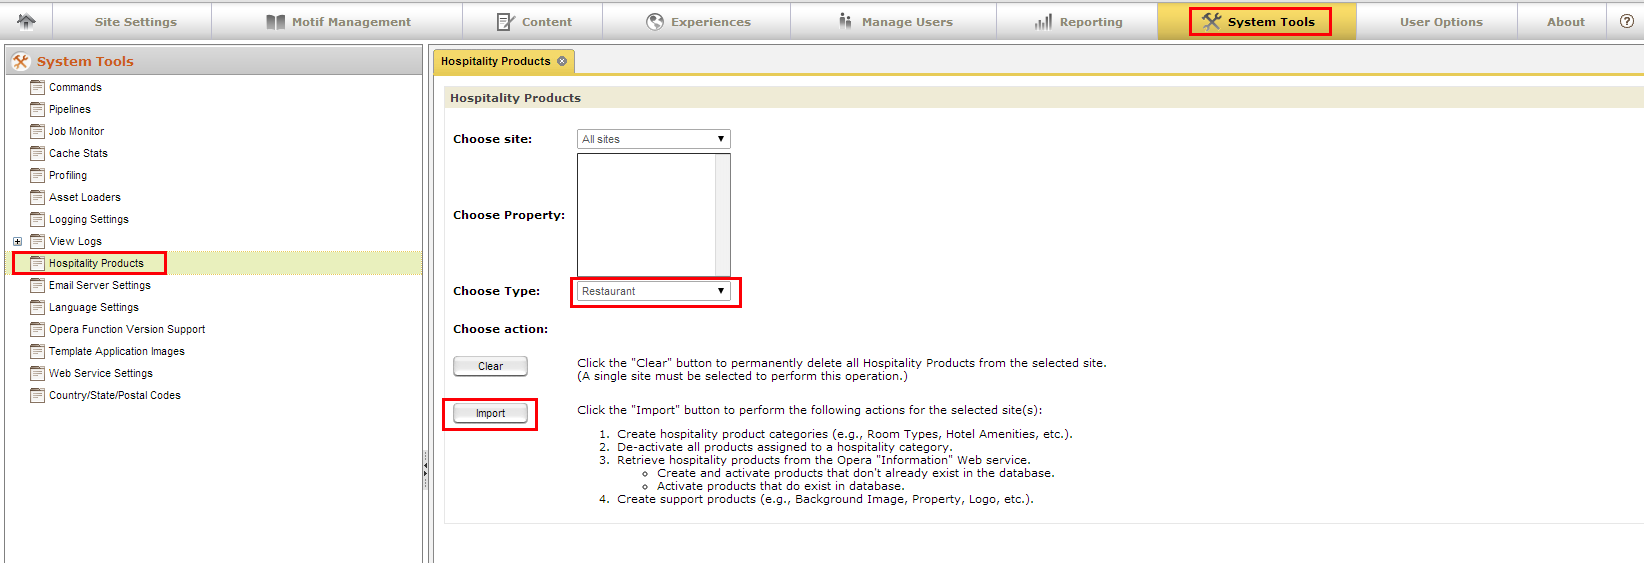 Site Settings Motif Management Content Experiences Manage Users Reporting System Tools User Options About ?
System Tools
Commands
Pipelines
Job Monitor
Cache Stats
Profiling
Asset Loaders
Logging Settings
View Logs
Hospitality Products
Email Server Settings
Language Settings
Opera Function Version Support
Template Application Images
Web Service Settings
Country/State/Postal Codes
Hospitality Products
Hospitality Products
Choose site: All sites
Choose Property:
Choose Type: Restaurant
Choose action:
Clear Click the "Clear" button to permanently delete all Hospitality Products from the selected site.
(A single site must be selected to perform this operation.)
Import Click the "Import" button to perform the following actions for the selected site(s):
1. Create hospitality product categories (e.g., Room Types, Hotel Amenities, etc.).
2. De-activate all products assigned to a hospitality category.
3. Retrieve hospitality products from the Opera "Information" Web service.
Create and activate products that don't already exist in the database.
Activate products that do exist in database.
4. Create support products (e.g., Background Image, Property, Logo, etc.).